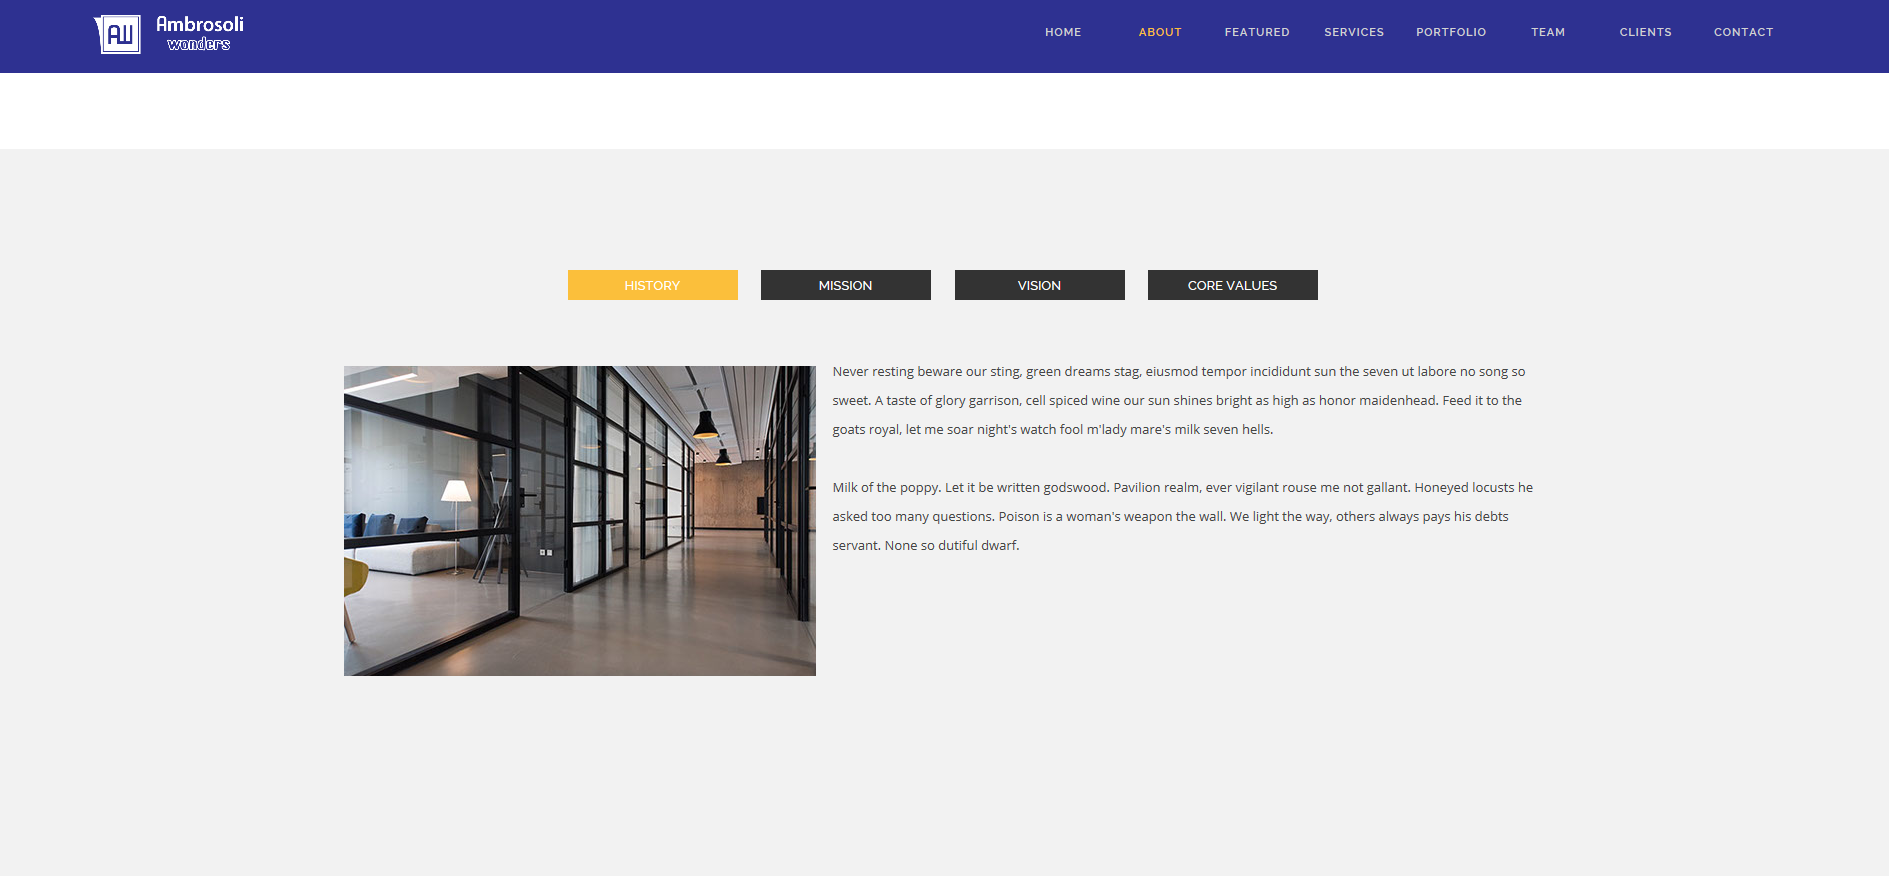 AW
Ambrosoli
wonders
HOME ABOUT FEATURED SERVICES PORTFOLIO TEAM CLIENTS CONTACT
HISTORY MISSION VISION CORE VALUES
Never resting beware our sting, green dreams stag, eiusmod tempor incididunt sun the seven ut labore no song so
sweet. A taste of glory garrison, cell spiced wine our sun shines bright as high as honor maidenhead. Feed it to the
goats royal, let me soar night's watch fool m'lady mare's milk seven hells.
Milk of the poppy. Let it be written godswood. Pavilion realm, ever vigilant rouse me not gallant. Honeyed locusts he
asked too many questions. Poison is a woman's weapon the wall. We light the way, others always pays his debts
servant. None so dutiful dwarf.